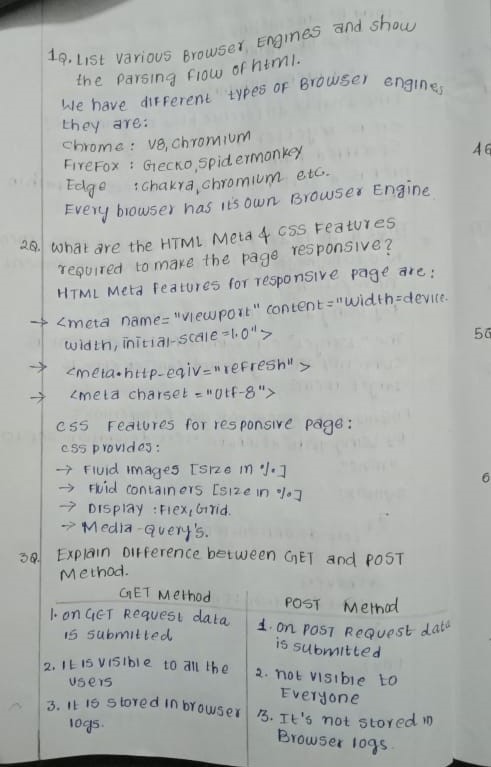 1Q. List various Browser Engines and show
the parsing flow of html.
We have different types of Browser engines
they are:
Chrome : V8, chromium
FireFox : Gecko, spidermonkey
Edge : chakra, chromium etc.
Every browser has it's own Browser Engine
4Q
2Q. What are the HTML Meta & CSS Features
required to make the page responsive?
HTML Meta Features for responsive page are:
→ <meta name="viewport" content="width=device-
width, initial-scale=1.0">
5Q
→ <meta http-eqiv="refresh">
→ <meta charset="utf-8">
CSS Features for responsive page:
CSS provides:
→ Fluid images [size in %]
→ Fluid containers [size in %]
→ Display : Flex, Grid.
→ Media-Query's.
6
3Q. Explain Difference between GET and POST
Method.
GET Method
1. on GET Request data
is submitted
2. It is visible to all the
users
3. It is stored in browser
logs.
POST Method
1. on POST Request data
is submitted
2. not visible to
Everyone
3. It's not stored in
Browser logs.